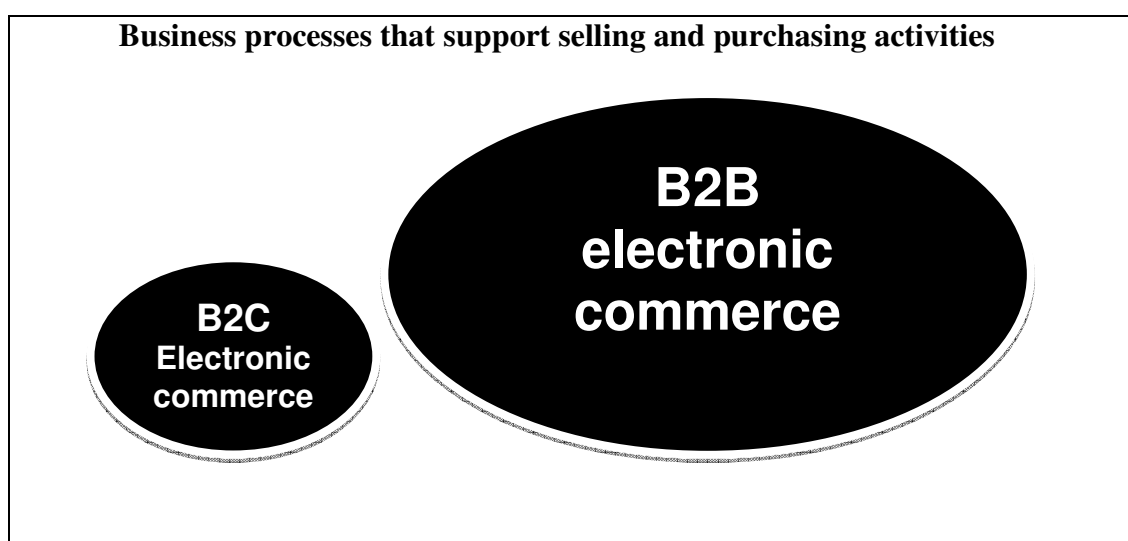 Business processes that support selling and purchasing activities
B2B
electronic
commerce
B2C
Electronic
commerce